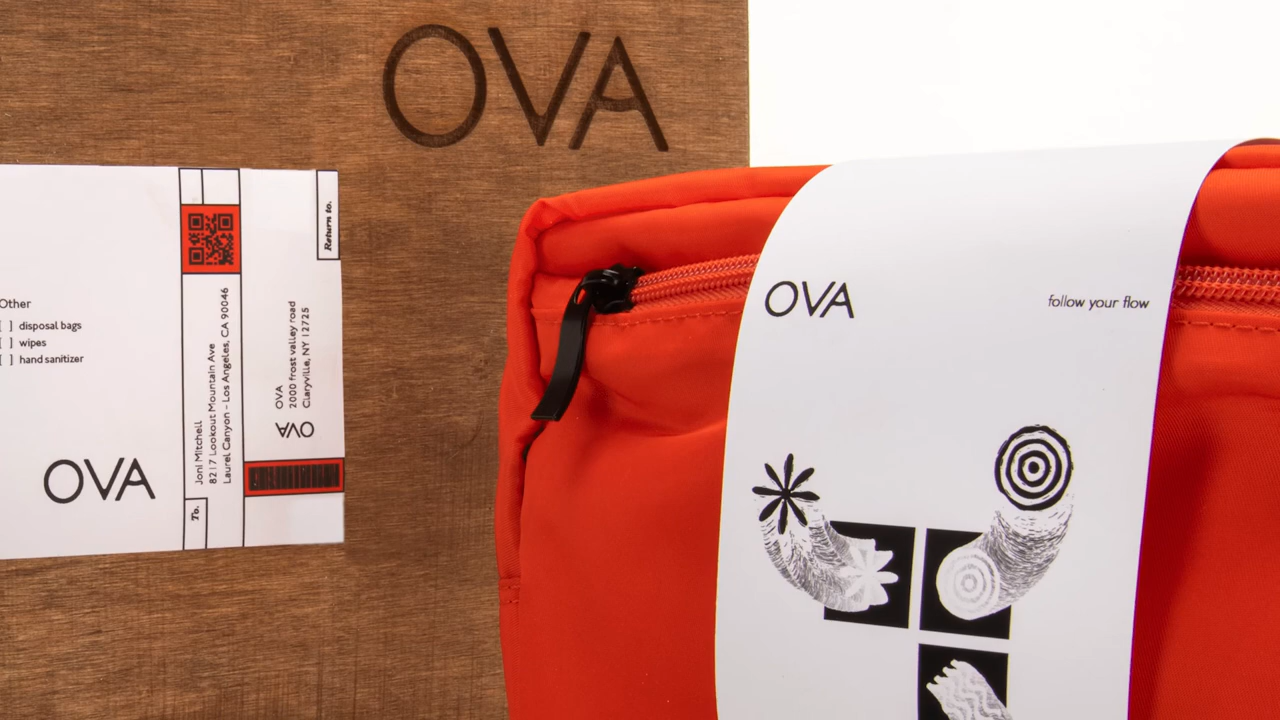 OVA
Other
[ ] disposal bags
[ ] wipes
[ ] hand sanitizer
OVA
To.
Joni Mitchell
8217 Lookout Mountain Ave
Laurel Canyon - Los Angeles, CA 90046
Return to.
OVA
2000 frost valley road
Claryville, NY 12725
OVA
OVA
follow your flow